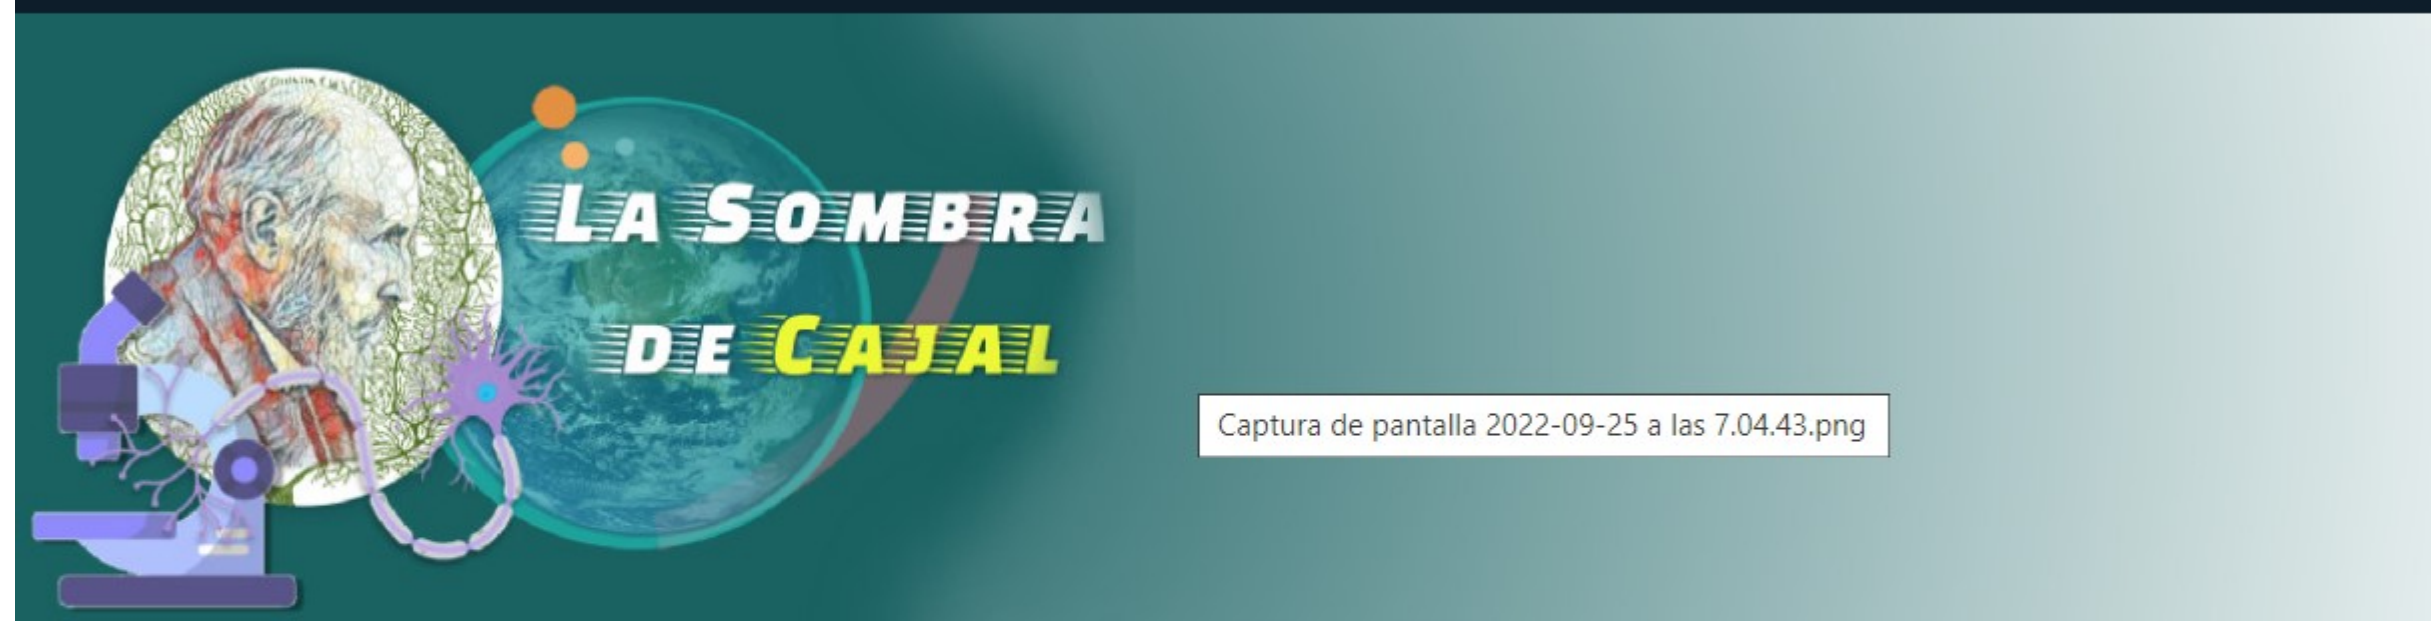 LA SOMBRA
DE CAJAL
Captura de pantalla 2022-09-25 a las 7.04.43.png